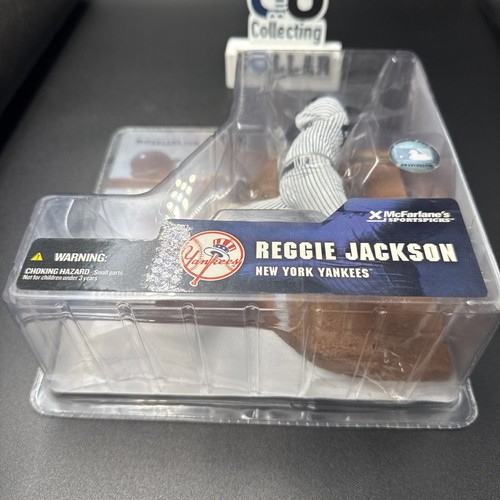 Collecting
McFarlane's
SPORTSPICKS
WARNING:
CHOKING HAZARD - Small parts
Not for children under 3 years
Yankees
REGGIE JACKSON
NEW YORK YANKEES